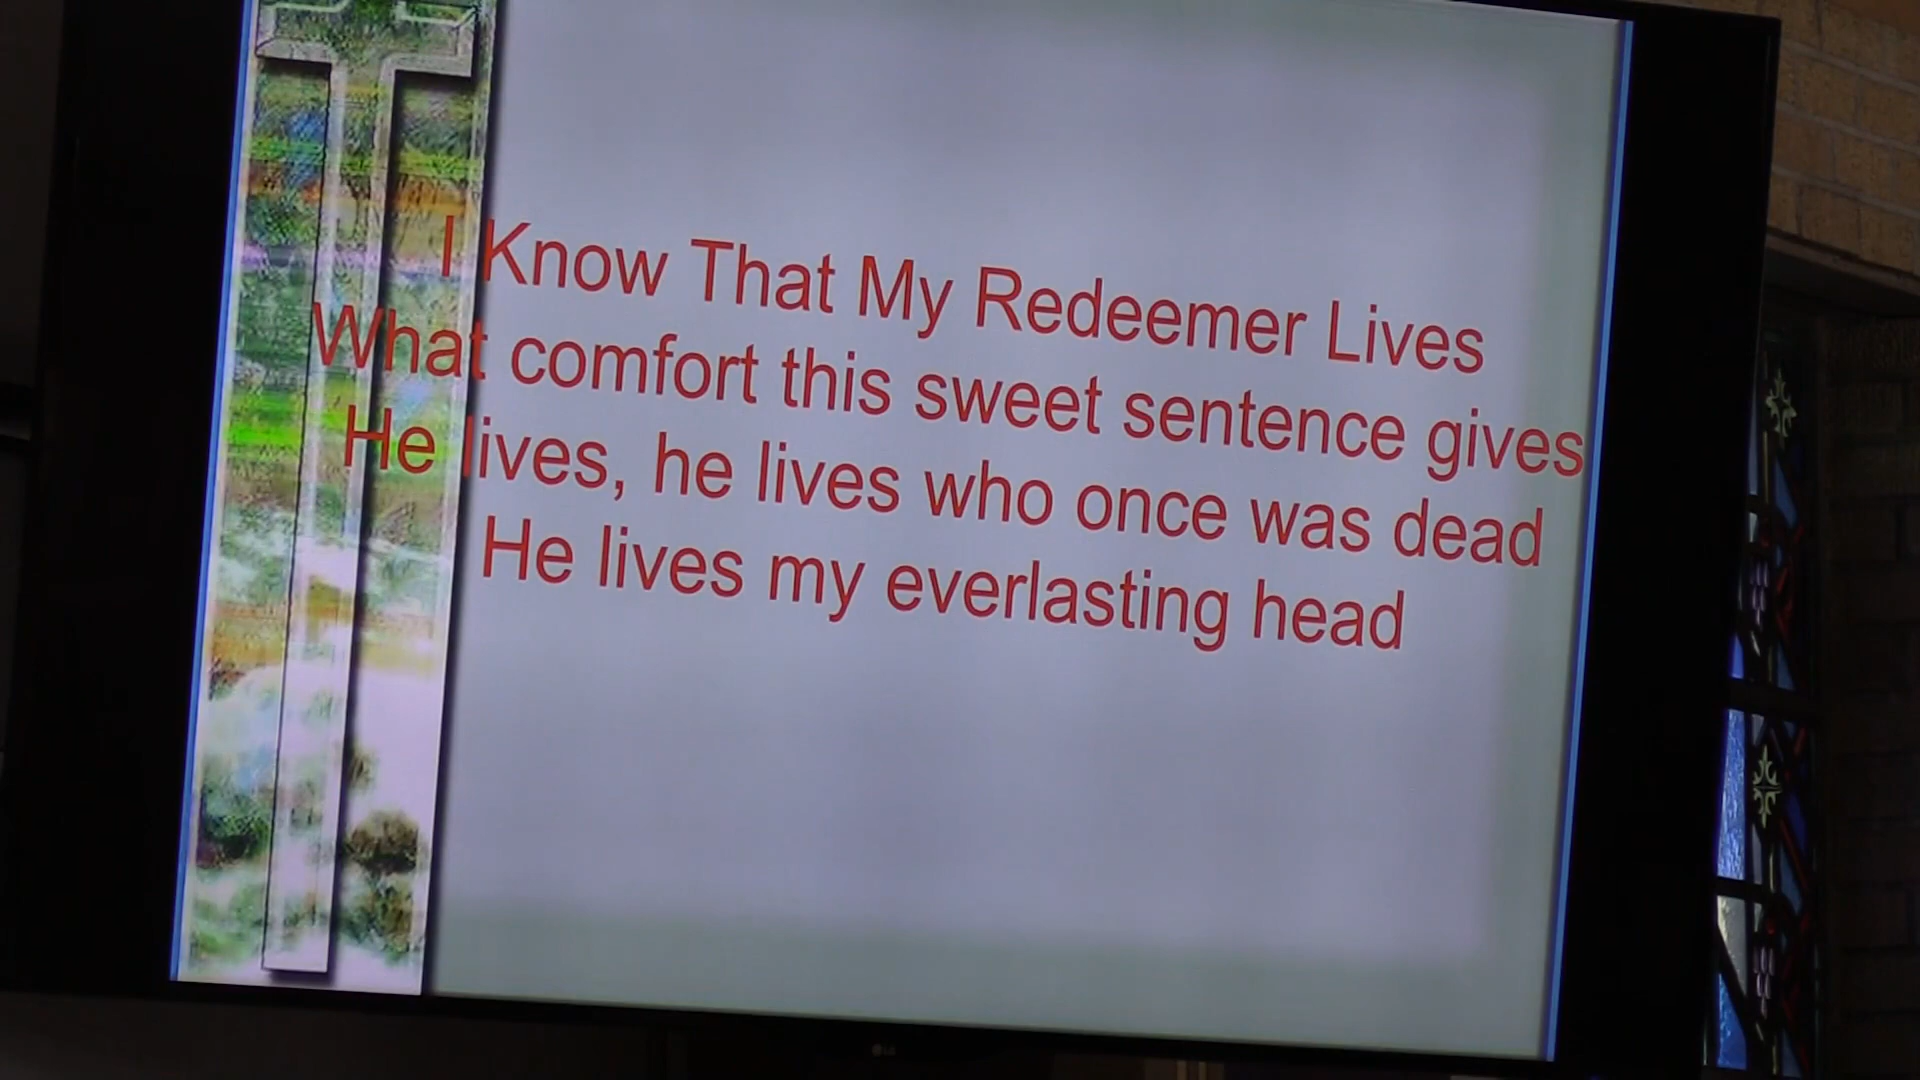 I Know That My Redeemer Lives
What comfort this sweet sentence gives
He lives, he lives who once was dead
He lives my everlasting head
LG